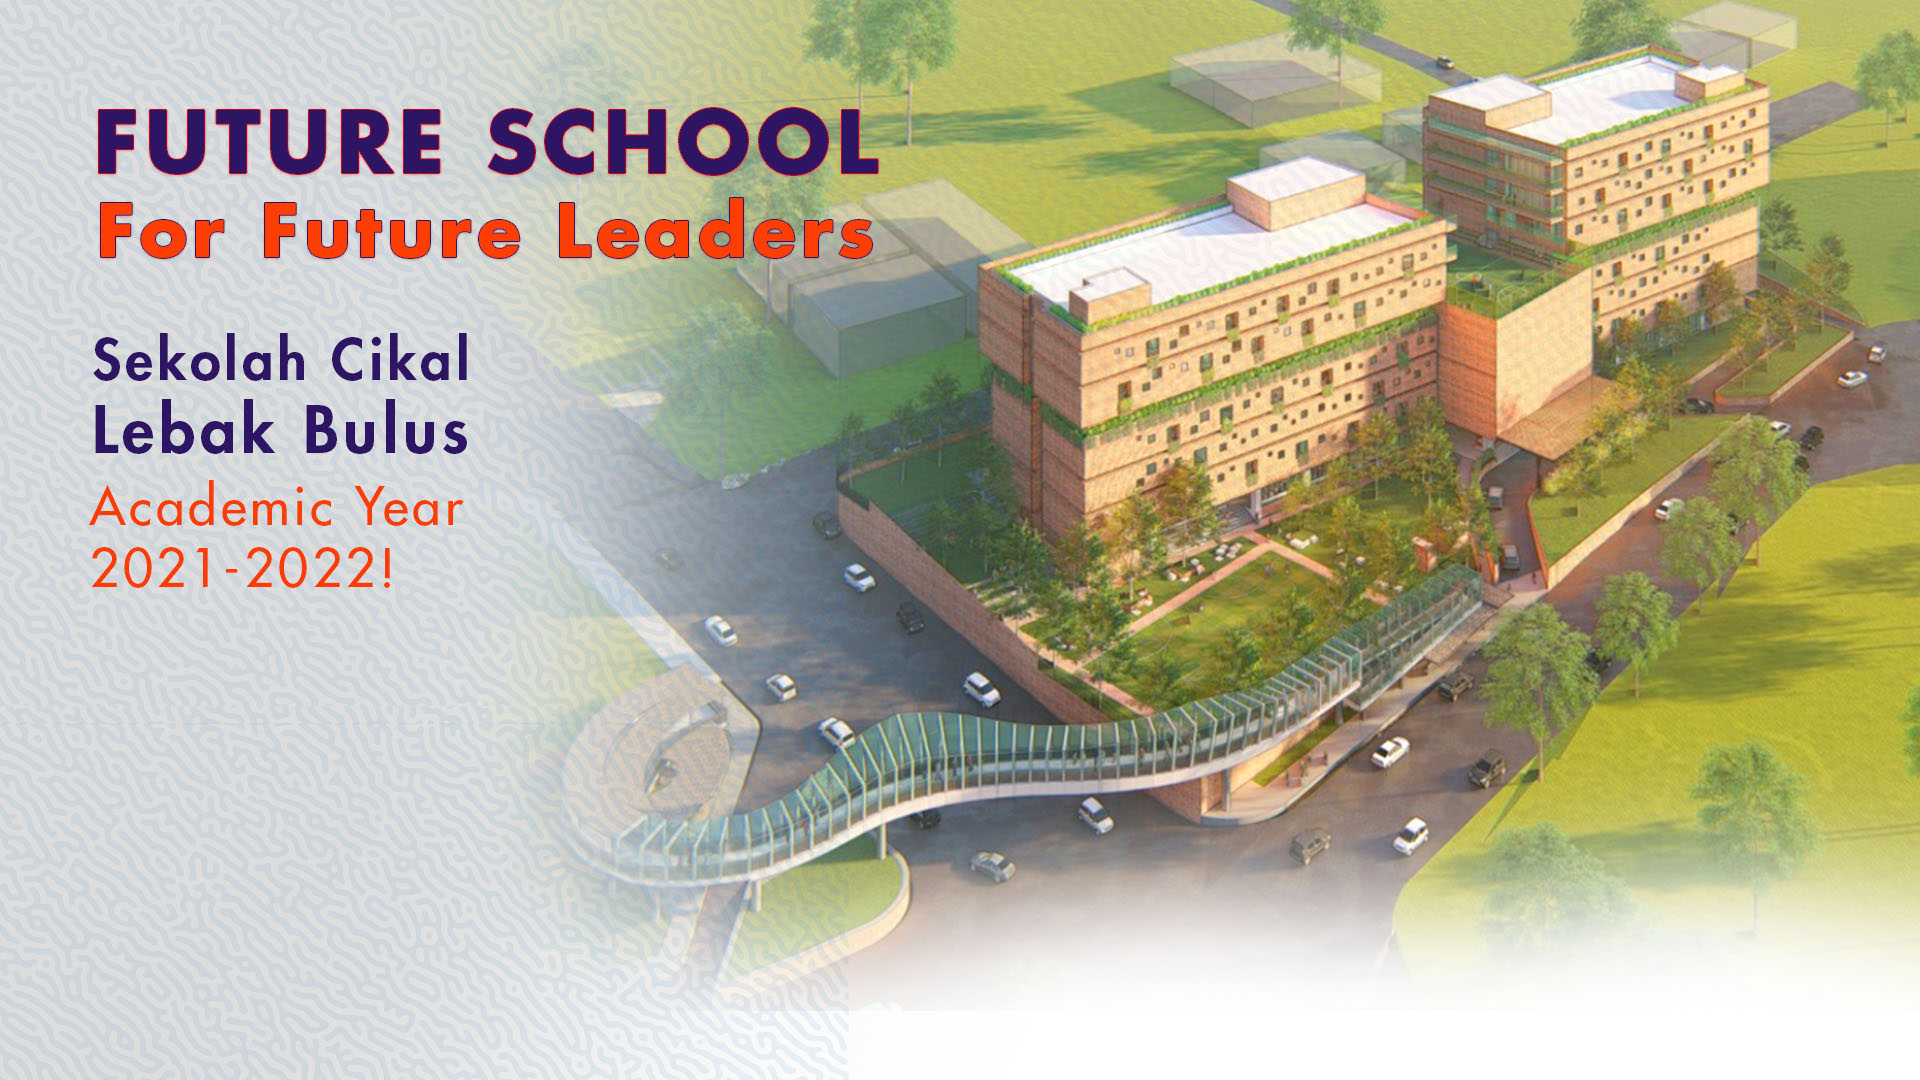 FUTURE SCHOOL
For Future Leaders
Sekolah Cikal
Lebak Bulus
Academic Year
2021-2022!